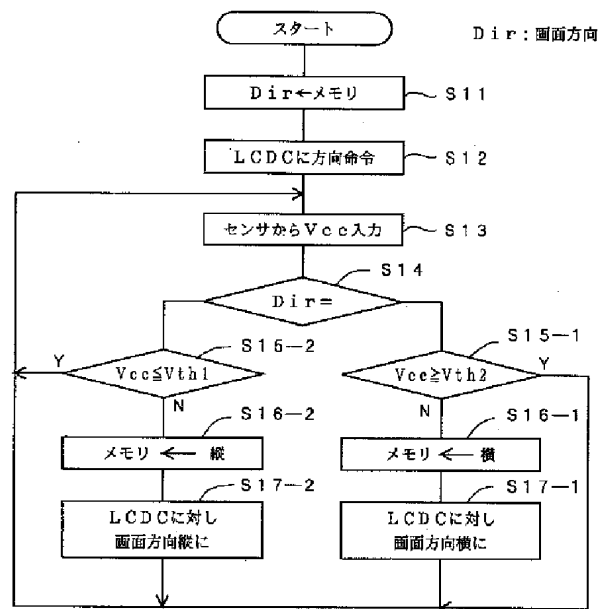 スタート
Dir:画面方向
Dir←メモリ
S11
LCDCに方向命令
S12
センサからVcc入力
S13
S14
Dir=
S15-2
S15-1
Y
Vcc≦Vth1
Vcc≧Vth2
Y
N
N
S16-2
S16-1
メモリ ← 縦
メモリ ← 横
S17-2
S17-1
LCDCに対し
画面方向縦に
LCDCに対し
画面方向横に